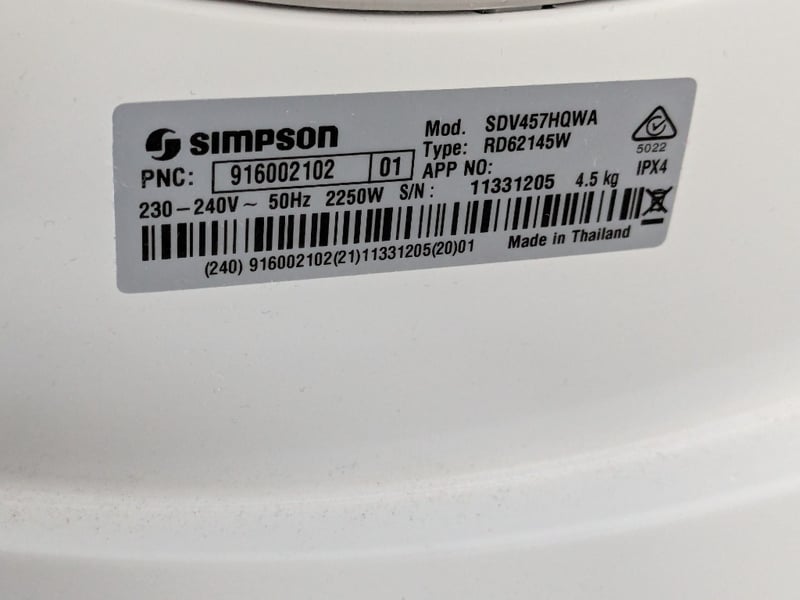 SIMPSON
Mod. SDV457HQWA
Type: RD62145W
5022
PNC: 916002102 01 APP NO:
IPX4
230-240V ~ 50Hz 2250W S/N : 11331205 4.5 kg
(240) 916002102(21)11331205(20)01
Made in Thailand